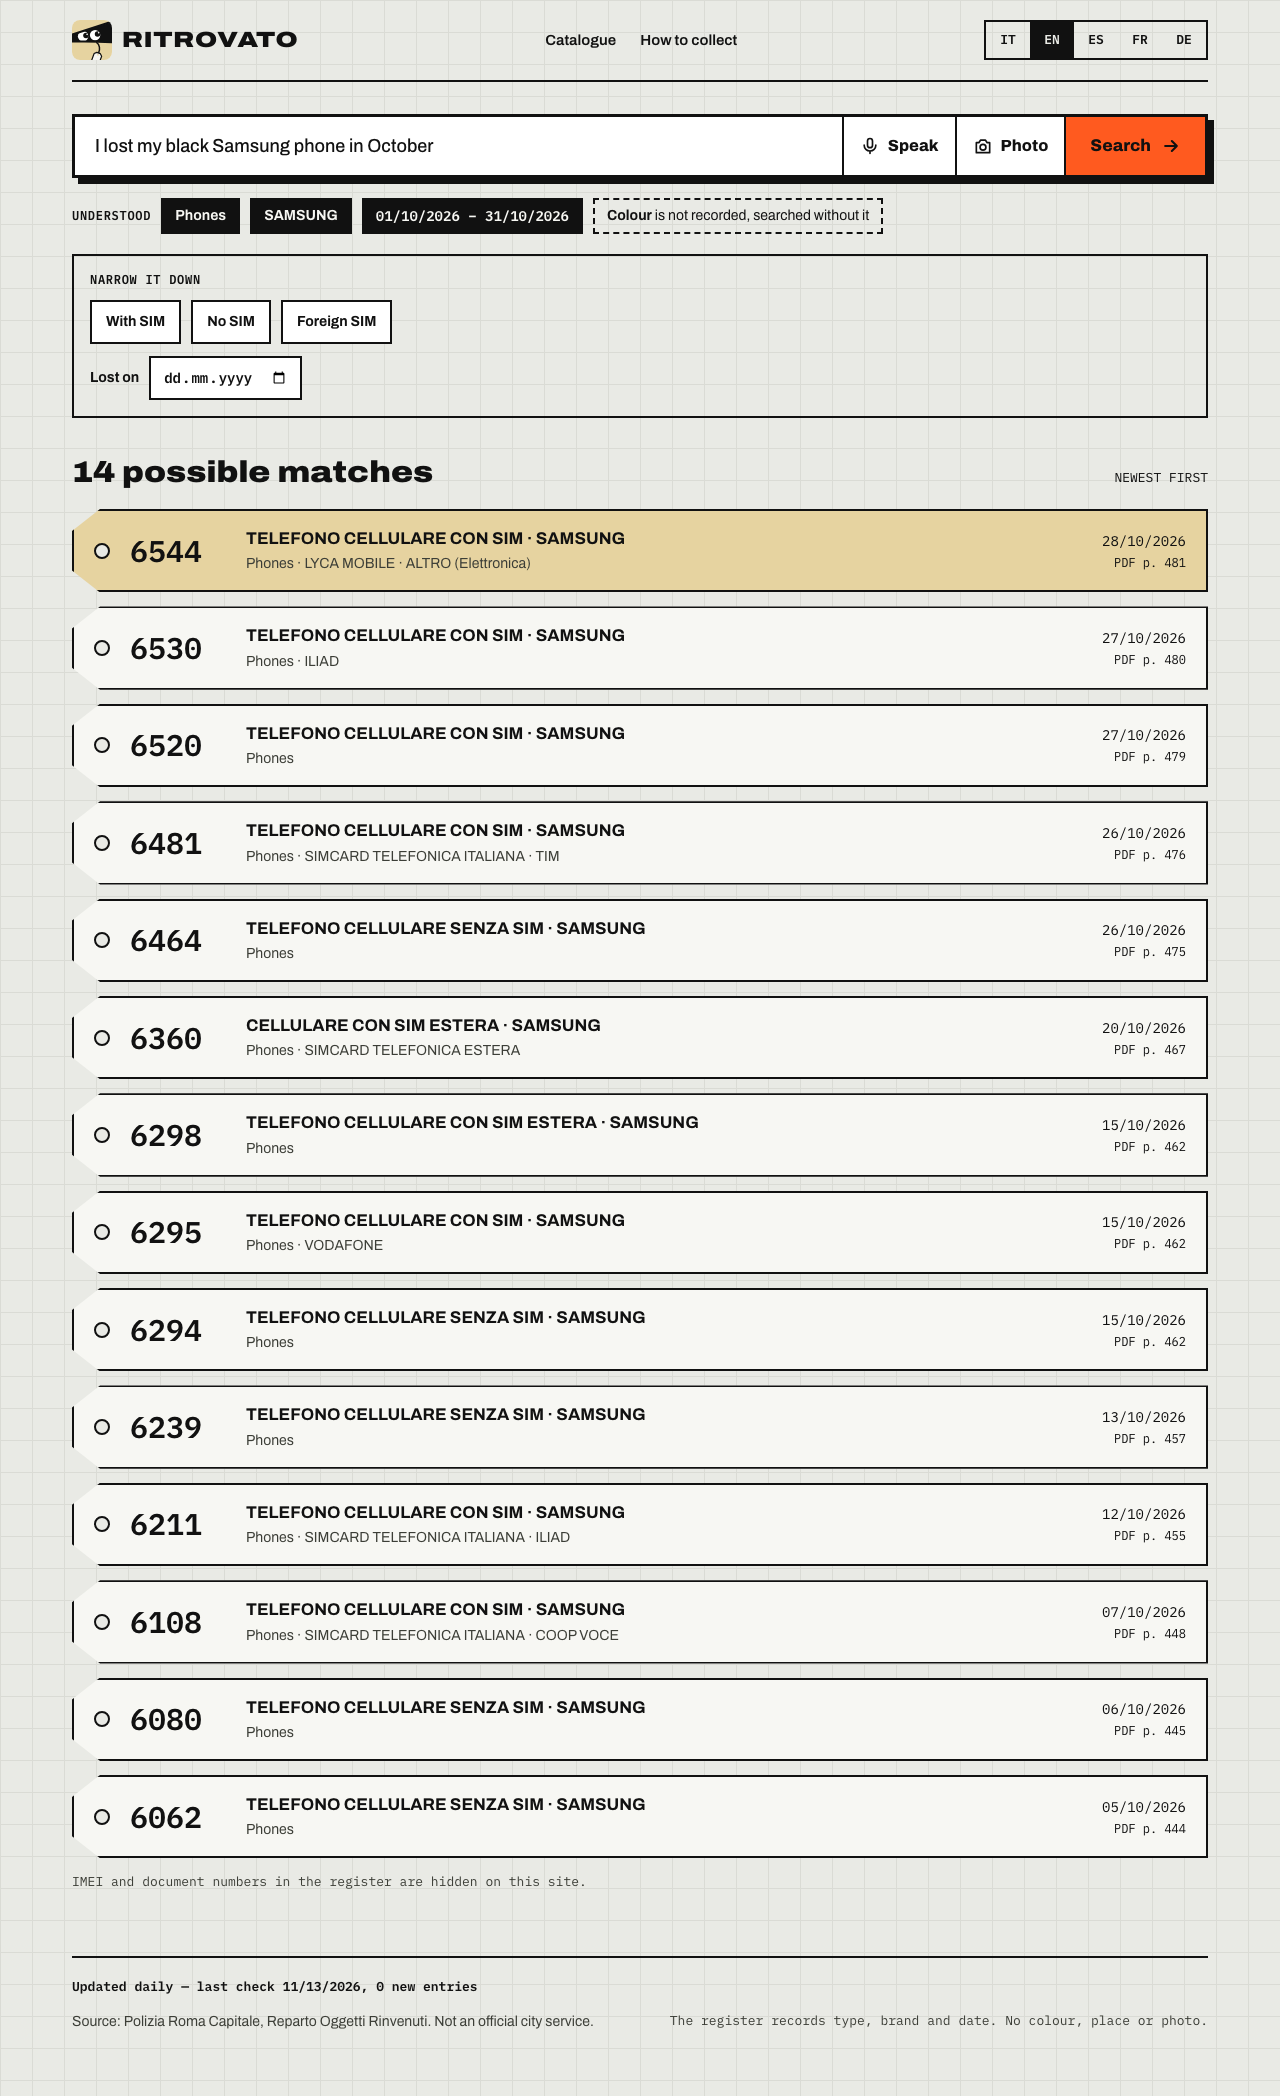 RITROVATO
Catalogue How to collect
IT EN ES FR DE
I lost my black Samsung phone in October
Speak Photo Search →
UNDERSTOOD Phones SAMSUNG 01/10/2026 – 31/10/2026 Colour is not recorded, searched without it
NARROW IT DOWN
With SIM No SIM Foreign SIM
Lost on dd.mm.yyyy
14 possible matches
NEWEST FIRST
6544 TELEFONO CELLULARE CON SIM · SAMSUNG 28/10/2026
Phones · LYCA MOBILE · ALTRO (Elettronica) PDF p. 481
6530 TELEFONO CELLULARE CON SIM · SAMSUNG 27/10/2026
Phones · ILIAD PDF p. 480
6520 TELEFONO CELLULARE CON SIM · SAMSUNG 27/10/2026
Phones PDF p. 479
6481 TELEFONO CELLULARE CON SIM · SAMSUNG 26/10/2026
Phones · SIMCARD TELEFONICA ITALIANA · TIM PDF p. 476
6464 TELEFONO CELLULARE SENZA SIM · SAMSUNG 26/10/2026
Phones PDF p. 475
6360 CELLULARE CON SIM ESTERA · SAMSUNG 20/10/2026
Phones · SIMCARD TELEFONICA ESTERA PDF p. 467
6298 TELEFONO CELLULARE CON SIM ESTERA · SAMSUNG 15/10/2026
Phones PDF p. 462
6295 TELEFONO CELLULARE CON SIM · SAMSUNG 15/10/2026
Phones · VODAFONE PDF p. 462
6294 TELEFONO CELLULARE SENZA SIM · SAMSUNG 15/10/2026
Phones PDF p. 462
6239 TELEFONO CELLULARE SENZA SIM · SAMSUNG 13/10/2026
Phones PDF p. 457
6211 TELEFONO CELLULARE CON SIM · SAMSUNG 12/10/2026
Phones · SIMCARD TELEFONICA ITALIANA · ILIAD PDF p. 455
6108 TELEFONO CELLULARE CON SIM · SAMSUNG 07/10/2026
Phones · SIMCARD TELEFONICA ITALIANA · COOP VOCE PDF p. 448
6080 TELEFONO CELLULARE SENZA SIM · SAMSUNG 06/10/2026
Phones PDF p. 445
6062 TELEFONO CELLULARE SENZA SIM · SAMSUNG 05/10/2026
Phones PDF p. 444
IMEI and document numbers in the register are hidden on this site.
Updated daily — last check 11/13/2026, 0 new entries
Source: Polizia Roma Capitale, Reparto Oggetti Rinvenuti. Not an official city service. The register records type, brand and date. No colour, place or photo.